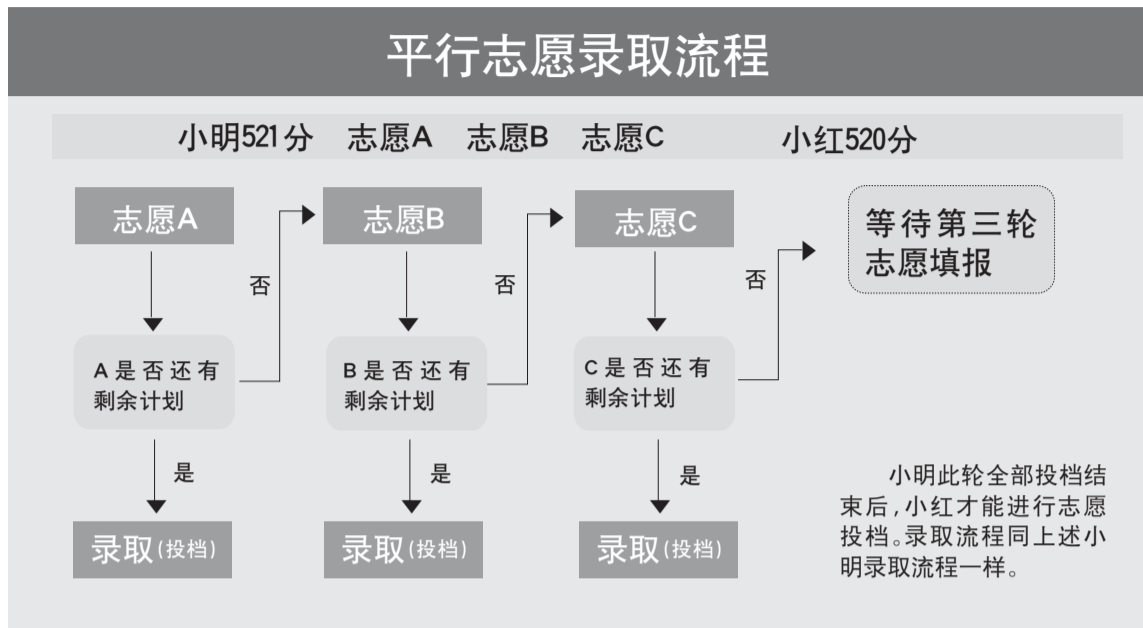 平行志愿录取流程
小明521分 志愿A 志愿B 志愿C 小红520分
志愿A
否
志愿B
否
志愿C
否
等待第三轮
志愿填报
A是否还有
剩余计划
B是否还有
剩余计划
C是否还有
剩余计划
是
是
是
录取(投档)
录取(投档)
录取(投档)
小明此轮全部投档结
束后,小红才能进行志愿
投档。录取流程同上述小
明录取流程一样。